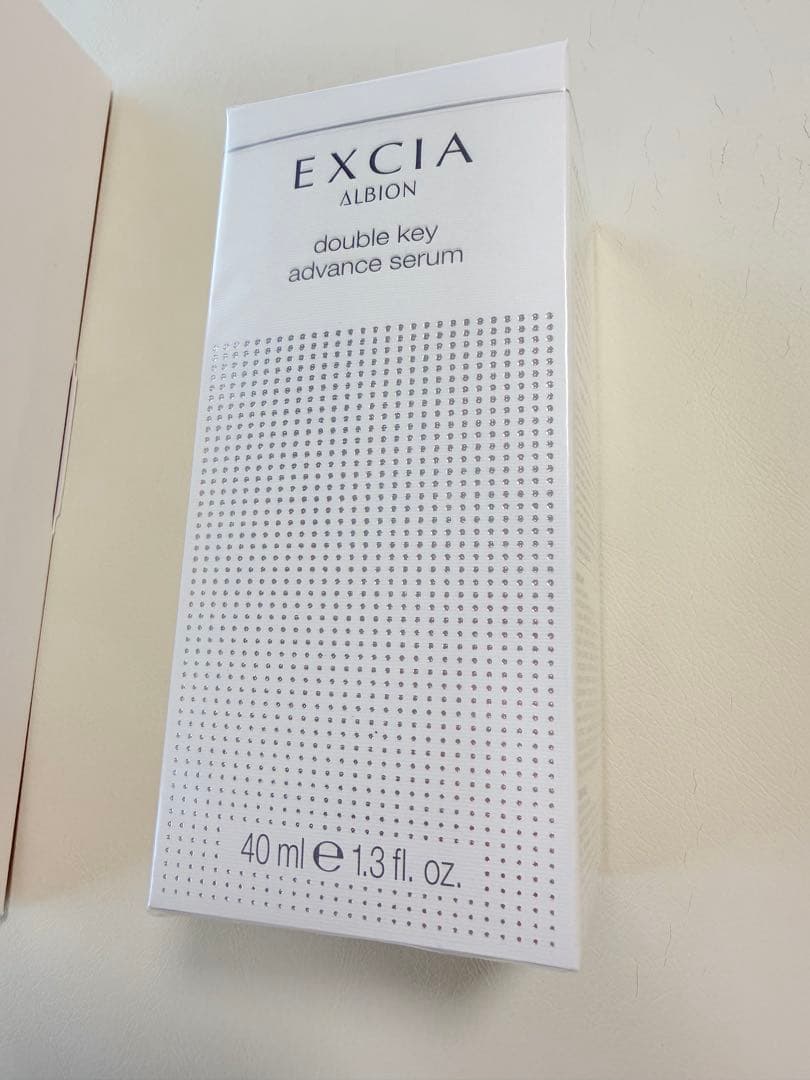 EXCIA
ALBION
double key
advance serum
40 ml ℮ 1.3 fl. oz.